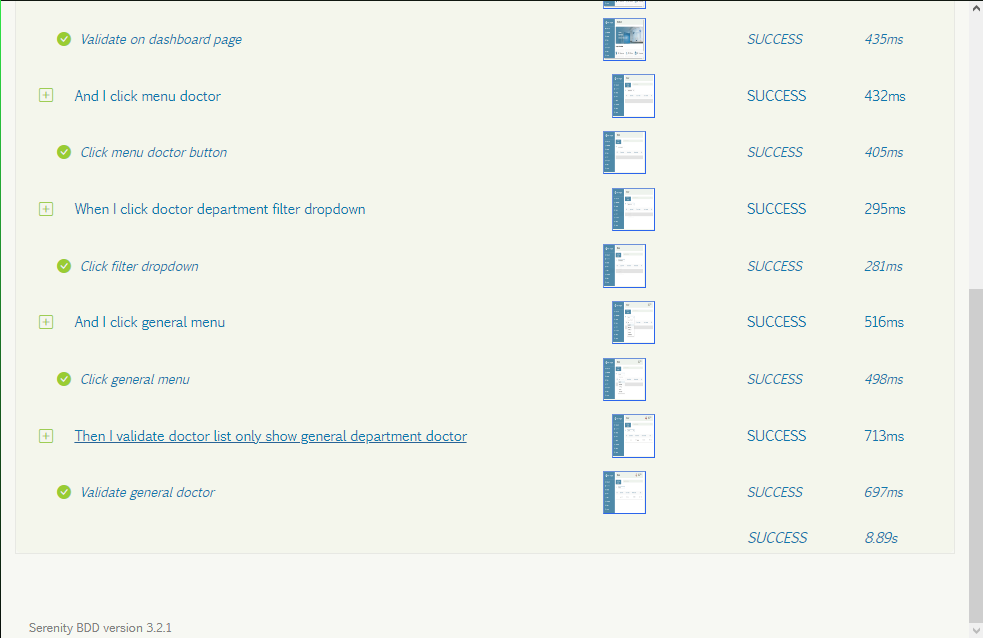 Validate on dashboard page SUCCESS 435ms
And I click menu doctor SUCCESS 432ms
Click menu doctor button SUCCESS 405ms
When I click doctor department filter dropdown SUCCESS 295ms
Click filter dropdown SUCCESS 281ms
And I click general menu SUCCESS 516ms
Click general menu SUCCESS 498ms
Then I validate doctor list only show general department doctor SUCCESS 713ms
Validate general doctor SUCCESS 697ms
SUCCESS 8.89s
Serenity BDD version 3.2.1